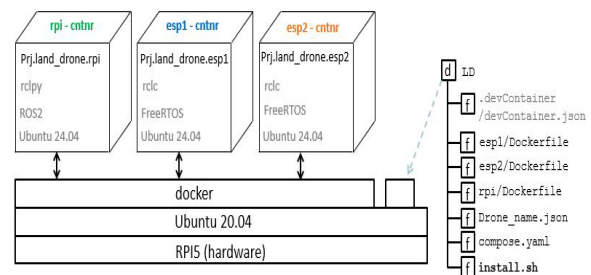 rpi - cntnr
esp1 - cntnr
esp2 - cntnr
Prj.land_drone.rpi
rclpy
ROS2
Ubuntu 24.04
Prj.land_drone.esp1
rclc
FreeRTOS
Ubuntu 24.04
Prj.land_drone.esp2
rclc
FreeRTOS
Ubuntu 24.04
docker
Ubuntu 20.04
RPI5 (hardware)
d LD
f .devContainer
/devContainer.json
f esp1/Dockerfile
f esp2/Dockerfile
f rpi/Dockerfile
f Drone_name.json
f compose.yaml
f install.sh